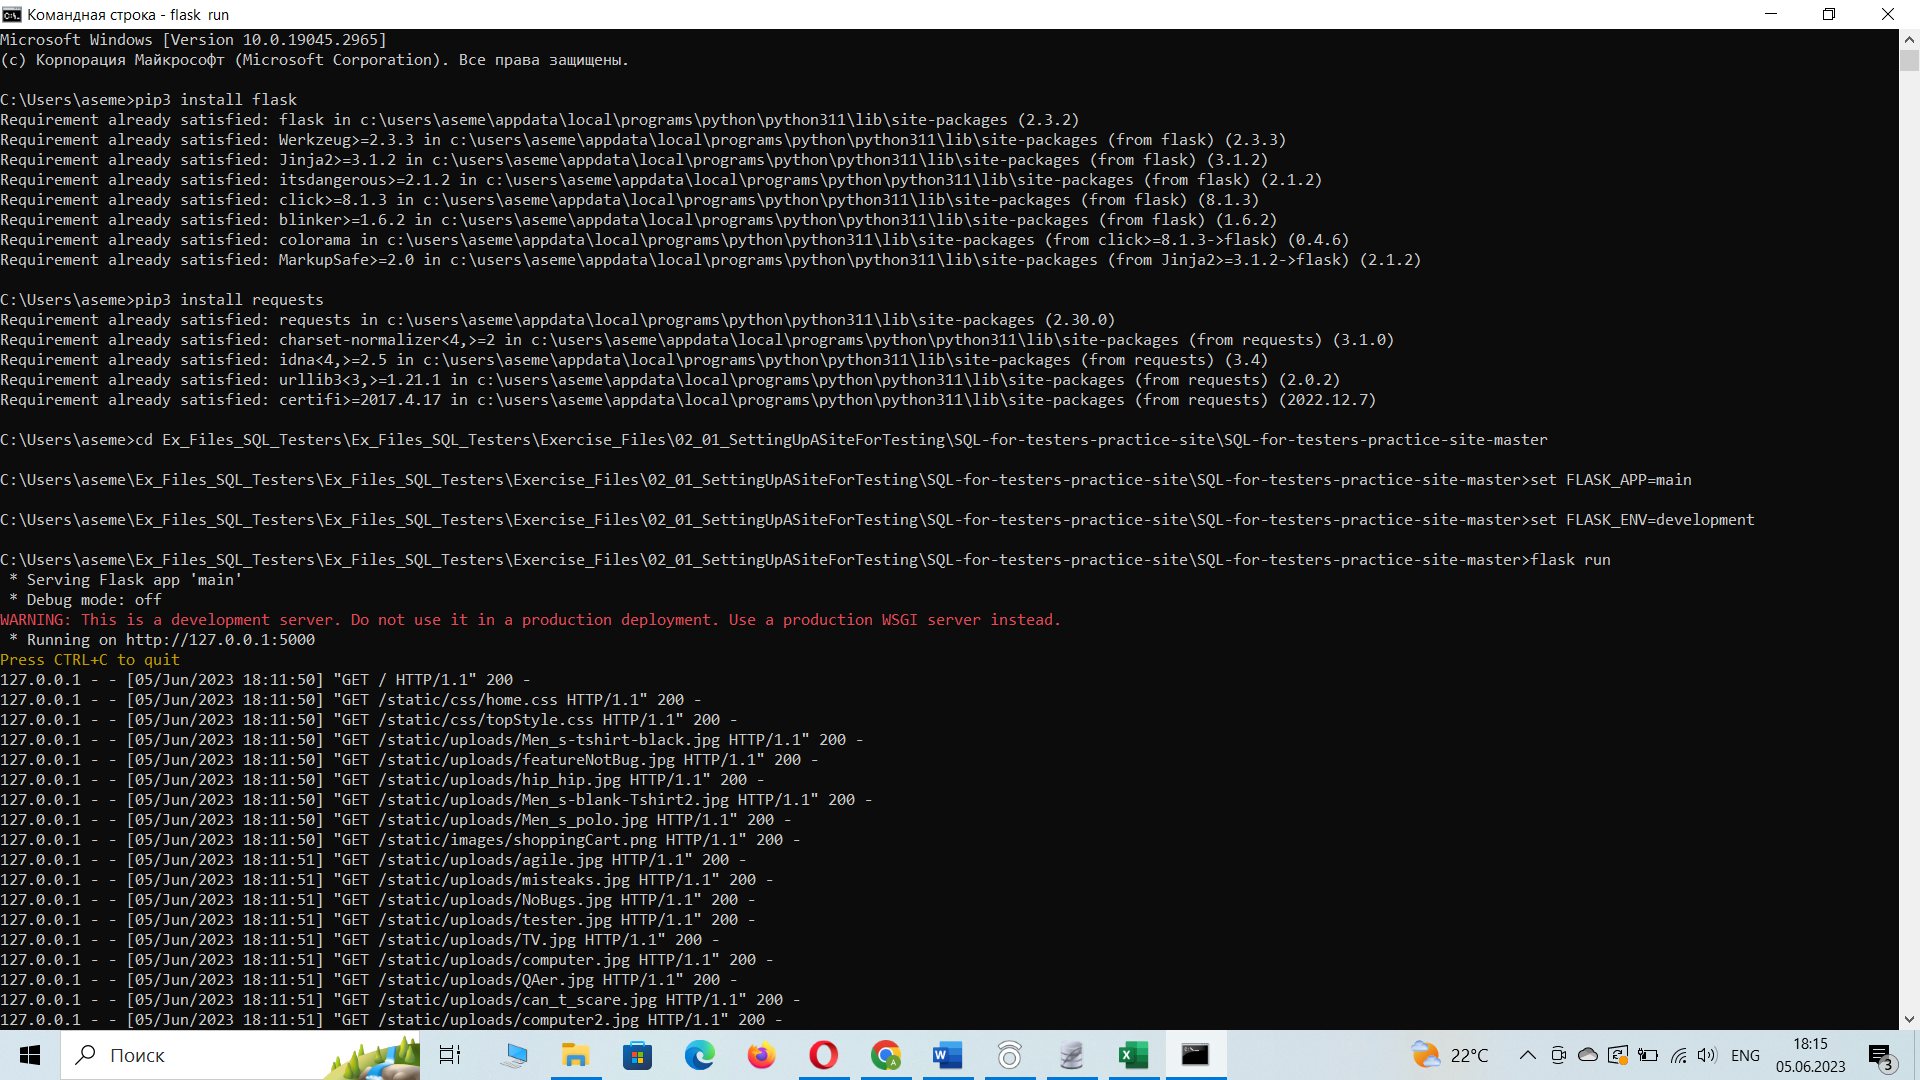 Командная строка - flask  run
Microsoft Windows [Version 10.0.19045.2965]
(c) Корпорация Майкрософт (Microsoft Corporation). Все права защищены.
C:\Users\aseme>pip3 install flask
Requirement already satisfied: flask in c:\users\aseme\appdata\local\programs\python\python311\lib\site-packages (2.3.2)
Requirement already satisfied: Werkzeug>=2.3.3 in c:\users\aseme\appdata\local\programs\python\python311\lib\site-packages (from flask) (2.3.3)
Requirement already satisfied: Jinja2>=3.1.2 in c:\users\aseme\appdata\local\programs\python\python311\lib\site-packages (from flask) (3.1.2)
Requirement already satisfied: itsdangerous>=2.1.2 in c:\users\aseme\appdata\local\programs\python\python311\lib\site-packages (from flask) (2.1.2)
Requirement already satisfied: click>=8.1.3 in c:\users\aseme\appdata\local\programs\python\python311\lib\site-packages (from flask) (8.1.3)
Requirement already satisfied: blinker>=1.6.2 in c:\users\aseme\appdata\local\programs\python\python311\lib\site-packages (from flask) (1.6.2)
Requirement already satisfied: colorama in c:\users\aseme\appdata\local\programs\python\python311\lib\site-packages (from click>=8.1.3->flask) (0.4.6)
Requirement already satisfied: MarkupSafe>=2.0 in c:\users\aseme\appdata\local\programs\python\python311\lib\site-packages (from Jinja2>=3.1.2->flask) (2.1.2)
C:\Users\aseme>pip3 install requests
Requirement already satisfied: requests in c:\users\aseme\appdata\local\programs\python\python311\lib\site-packages (2.30.0)
Requirement already satisfied: charset-normalizer<4,>=2 in c:\users\aseme\appdata\local\programs\python\python311\lib\site-packages (from requests) (3.1.0)
Requirement already satisfied: idna<4,>=2.5 in c:\users\aseme\appdata\local\programs\python\python311\lib\site-packages (from requests) (3.4)
Requirement already satisfied: urllib3<3,>=1.21.1 in c:\users\aseme\appdata\local\programs\python\python311\lib\site-packages (from requests) (2.0.2)
Requirement already satisfied: certifi>=2017.4.17 in c:\users\aseme\appdata\local\programs\python\python311\lib\site-packages (from requests) (2022.12.7)
C:\Users\aseme>cd Ex_Files_SQL_Testers\Ex_Files_SQL_Testers\Exercise_Files\02_01_SettingUpASiteForTesting\SQL-for-testers-practice-site\SQL-for-testers-practice-site-master
C:\Users\aseme\Ex_Files_SQL_Testers\Ex_Files_SQL_Testers\Exercise_Files\02_01_SettingUpASiteForTesting\SQL-for-testers-practice-site\SQL-for-testers-practice-site-master>set FLASK_APP=main
C:\Users\aseme\Ex_Files_SQL_Testers\Ex_Files_SQL_Testers\Exercise_Files\02_01_SettingUpASiteForTesting\SQL-for-testers-practice-site\SQL-for-testers-practice-site-master>set FLASK_ENV=development
C:\Users\aseme\Ex_Files_SQL_Testers\Ex_Files_SQL_Testers\Exercise_Files\02_01_SettingUpASiteForTesting\SQL-for-testers-practice-site\SQL-for-testers-practice-site-master>flask run
 * Serving Flask app 'main'
 * Debug mode: off
WARNING: This is a development server. Do not use it in a production deployment. Use a production WSGI server instead.
 * Running on http://127.0.0.1:5000
Press CTRL+C to quit
127.0.0.1 - - [05/Jun/2023 18:11:50] "GET / HTTP/1.1" 200 -
127.0.0.1 - - [05/Jun/2023 18:11:50] "GET /static/css/home.css HTTP/1.1" 200 -
127.0.0.1 - - [05/Jun/2023 18:11:50] "GET /static/css/topStyle.css HTTP/1.1" 200 -
127.0.0.1 - - [05/Jun/2023 18:11:50] "GET /static/uploads/Men_s-tshirt-black.jpg HTTP/1.1" 200 -
127.0.0.1 - - [05/Jun/2023 18:11:50] "GET /static/uploads/featureNotBug.jpg HTTP/1.1" 200 -
127.0.0.1 - - [05/Jun/2023 18:11:50] "GET /static/uploads/hip_hip.jpg HTTP/1.1" 200 -
127.0.0.1 - - [05/Jun/2023 18:11:50] "GET /static/uploads/Men_s-blank-Tshirt2.jpg HTTP/1.1" 200 -
127.0.0.1 - - [05/Jun/2023 18:11:50] "GET /static/uploads/Men_s_polo.jpg HTTP/1.1" 200 -
127.0.0.1 - - [05/Jun/2023 18:11:50] "GET /static/images/shoppingCart.png HTTP/1.1" 200 -
127.0.0.1 - - [05/Jun/2023 18:11:51] "GET /static/uploads/agile.jpg HTTP/1.1" 200 -
127.0.0.1 - - [05/Jun/2023 18:11:51] "GET /static/uploads/misteaks.jpg HTTP/1.1" 200 -
127.0.0.1 - - [05/Jun/2023 18:11:51] "GET /static/uploads/NoBugs.jpg HTTP/1.1" 200 -
127.0.0.1 - - [05/Jun/2023 18:11:51] "GET /static/uploads/tester.jpg HTTP/1.1" 200 -
127.0.0.1 - - [05/Jun/2023 18:11:51] "GET /static/uploads/TV.jpg HTTP/1.1" 200 -
127.0.0.1 - - [05/Jun/2023 18:11:51] "GET /static/uploads/computer.jpg HTTP/1.1" 200 -
127.0.0.1 - - [05/Jun/2023 18:11:51] "GET /static/uploads/QAer.jpg HTTP/1.1" 200 -
127.0.0.1 - - [05/Jun/2023 18:11:51] "GET /static/uploads/can_t_scare.jpg HTTP/1.1" 200 -
127.0.0.1 - - [05/Jun/2023 18:11:51] "GET /static/uploads/computer2.jpg HTTP/1.1" 200 -
Поиск
22°C
ENG
18:15
05.06.2023
3